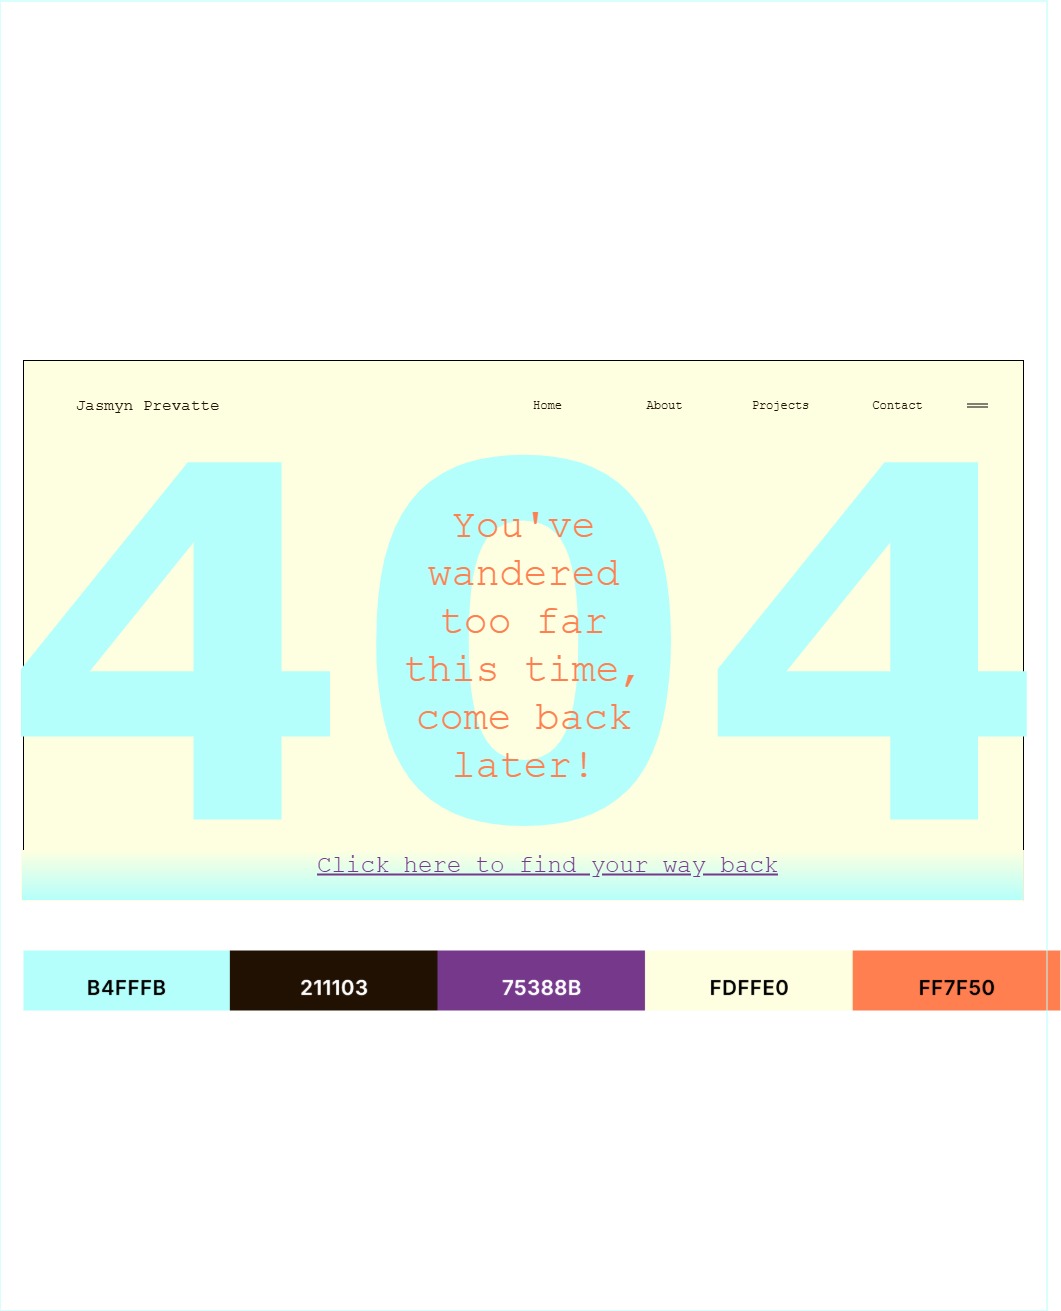 Jasmyn Prevatte Home About Projects Contact
404
You've
wandered
too far
this time,
come back
later!
Click here to find your way back
B4FFFB 211103 75388B FDFFE0 FF7F50